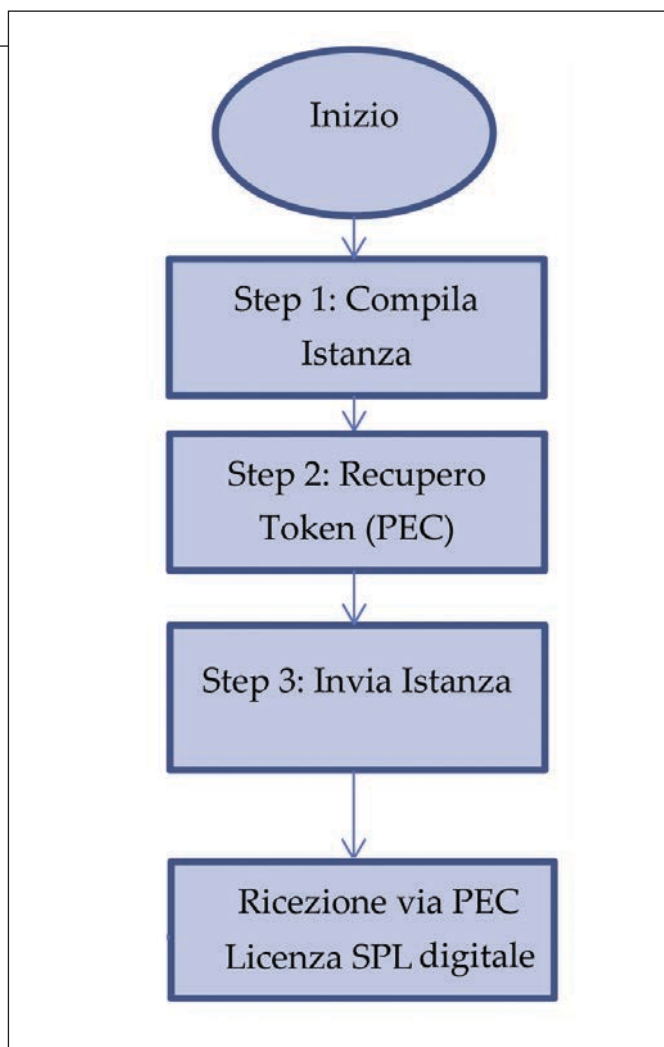 Inizio
Step 1: Compila
Istanza
Step 2: Recupero
Token (PEC)
Step 3: Invia Istanza
Ricezione via PEC
Licenza SPL digitale